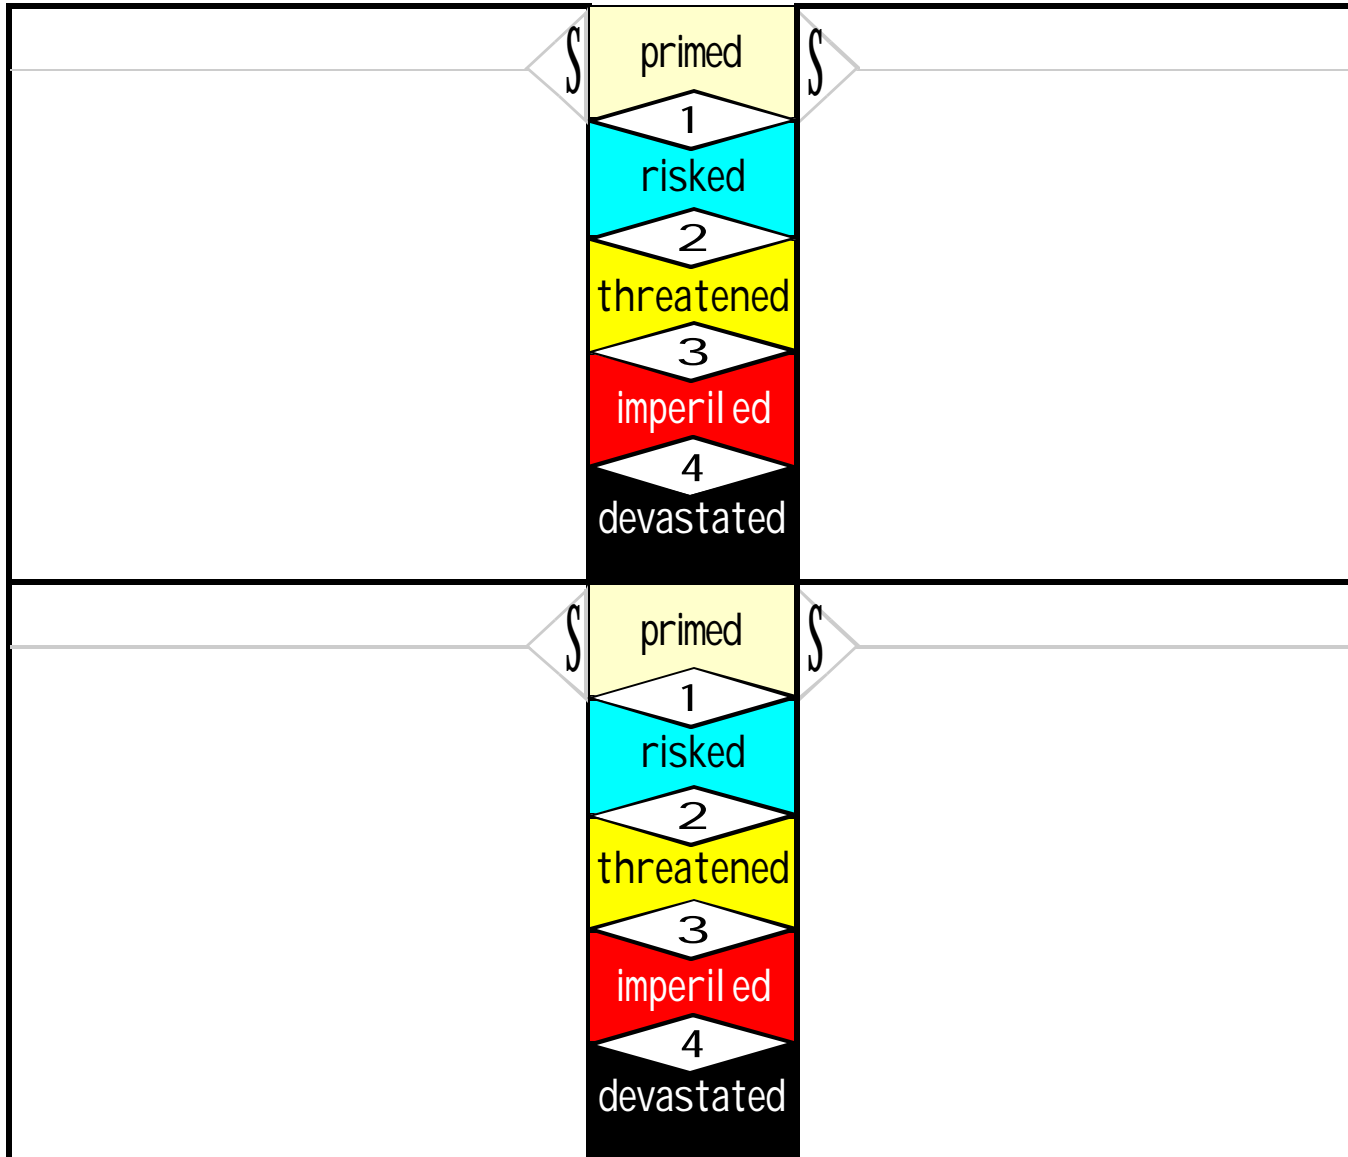 S primed S
1
risked
2
threatened
3
imperiled
4
devastated
S primed S
1
risked
2
threatened
3
imperiled
4
devastated